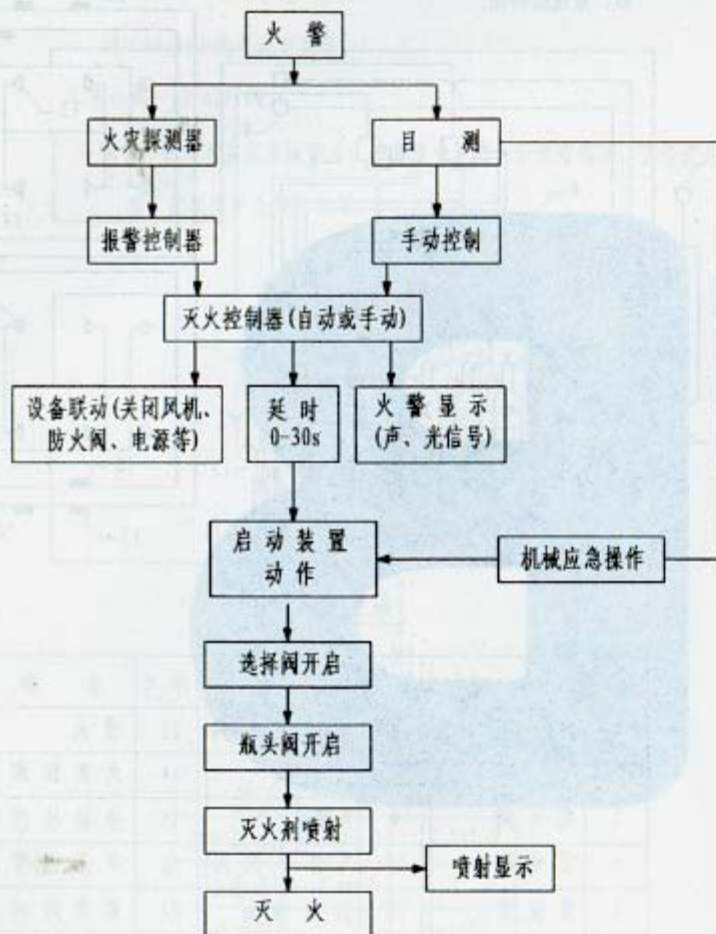 火 警
火灾探测器
目 测
报警控制器
手动控制
灭火控制器(自动或手动)
设备联动(关闭风机、
防火阀、电源等)
延 时
0-30s
火 警 显 示
(声、光信号)
启 动 装 置
动 作
机械应急操作
选择阀开启
瓶头阀开启
灭火剂喷射
喷射显示
灭 火